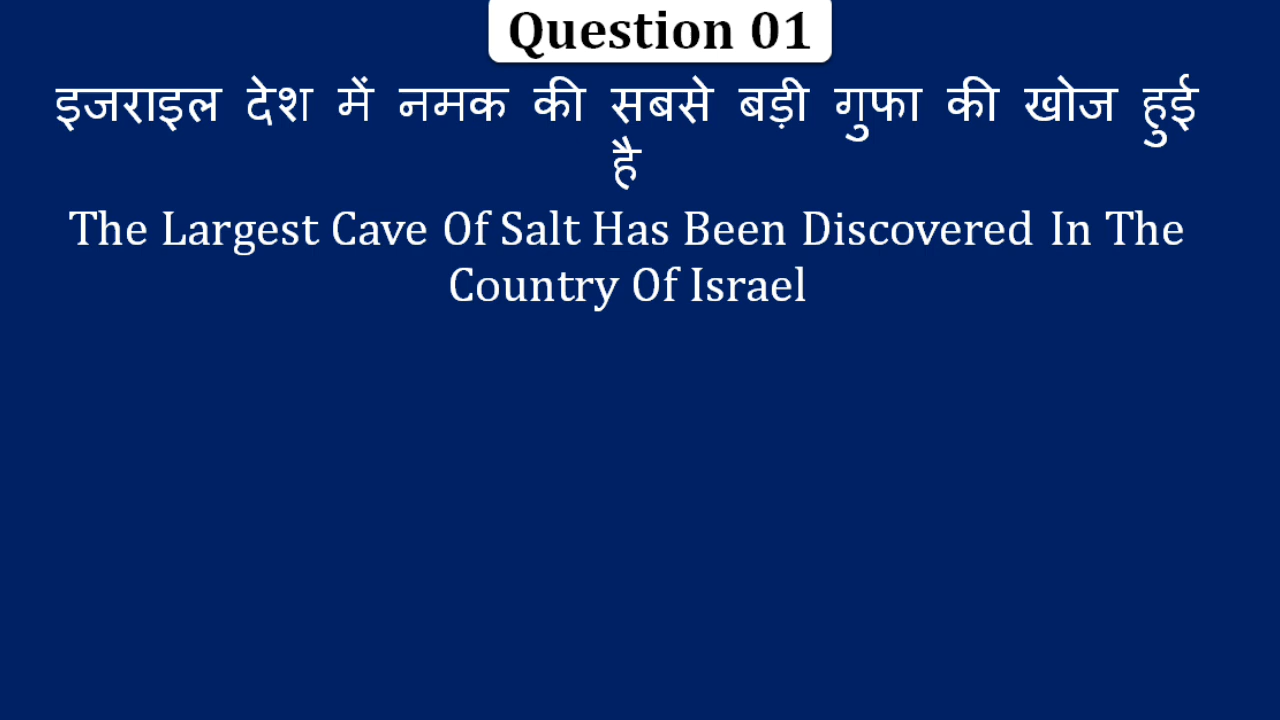 Question 01
इजराइल देश में नमक की सबसे बड़ी गुफा की खोज हुई
है
The Largest Cave Of Salt Has Been Discovered In The
Country Of Israel